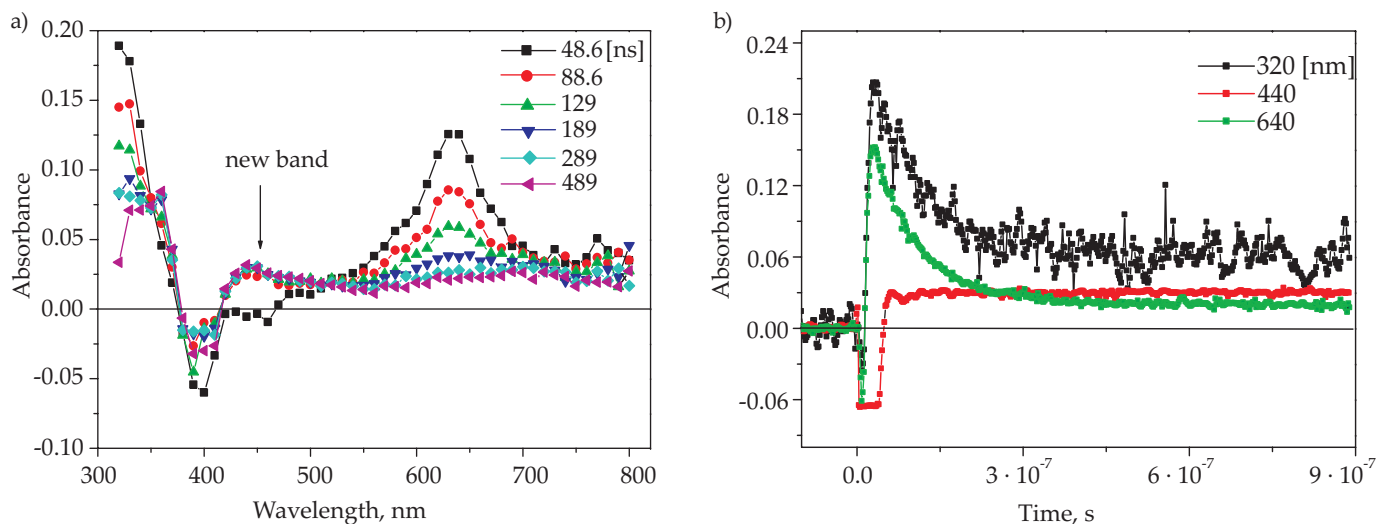 a)
0.20
0.15
0.10
0.05
0.00
-0.05
-0.10
300 400 500 600 700 800
Absorbance
Wavelength, nm
new band
48.6 [ns]
88.6
129
189
289
489
b)
0.24
0.18
0.12
0.06
0.00
-0.06
0.0 3·10⁻⁷ 6·10⁻⁷ 9·10⁻⁷
Absorbance
Time, s
320 [nm]
440
640